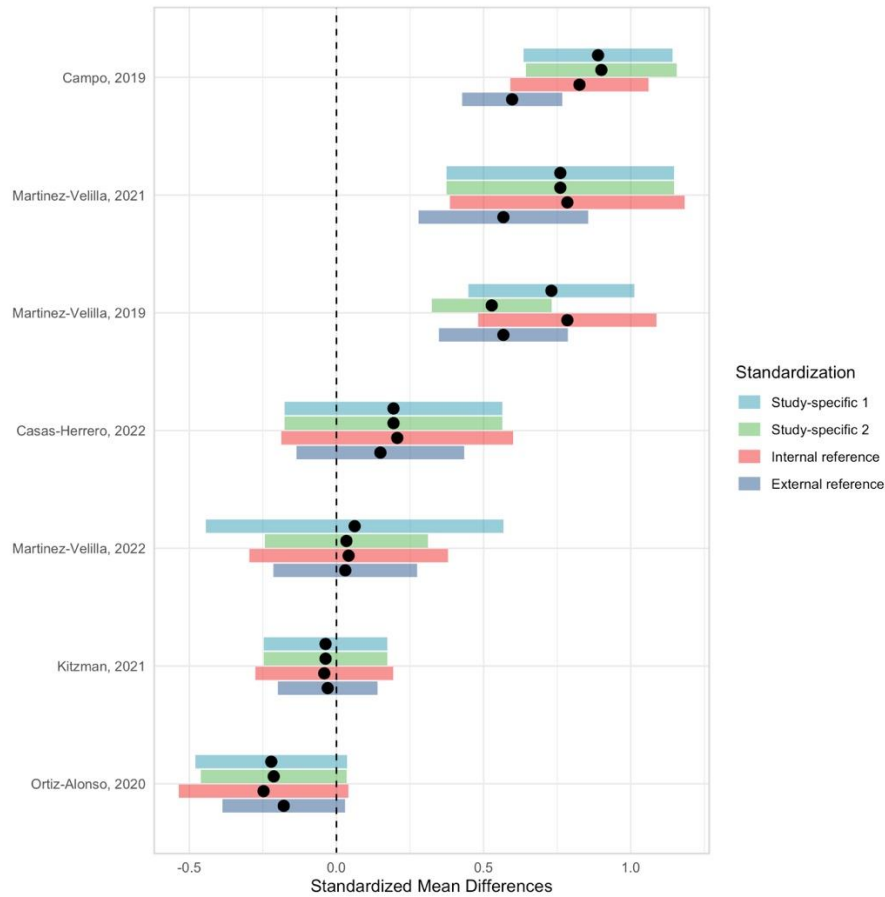 Campo, 2019
Martinez-Velilla, 2021
Martinez-Velilla, 2019
Casas-Herrero, 2022
Martinez-Velilla, 2022
Kitzman, 2021
Ortiz-Alonso, 2020
-0.5
0.0
0.5
1.0
Standardized Mean Differences
Standardization
Study-specific 1
Study-specific 2
Internal reference
External reference